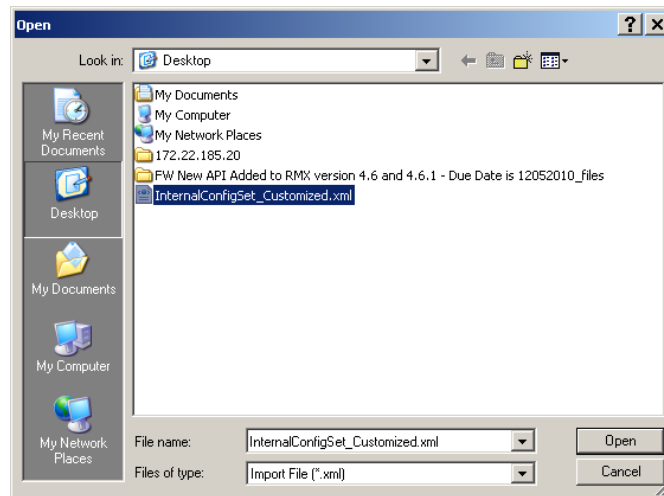 Open
Look in:
Desktop
My Recent
Documents
Desktop
My Documents
My Computer
My Network
Places
My Documents
My Computer
My Network Places
172.22.185.20
FW New API Added to RMX version 4.6 and 4.6.1 - Due Date is 12052010_files
InternalConfigSet_Customized.xml
File name:
InternalConfigSet_Customized.xml
Open
Files of type:
Import File (*.xml)
Cancel